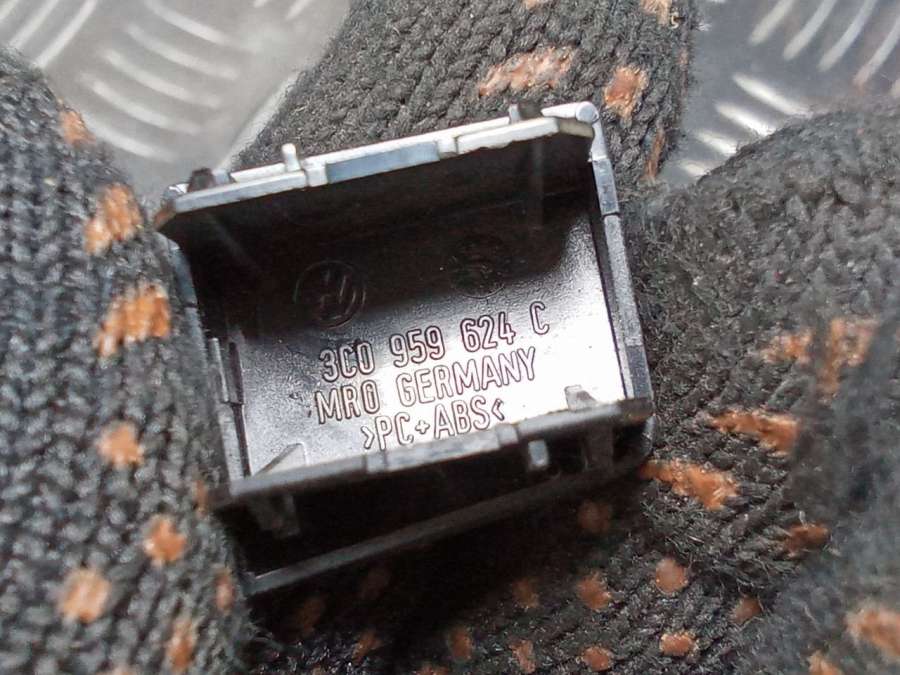 3C0 959 624 C
MRO GERMANY
>PC+ABS<